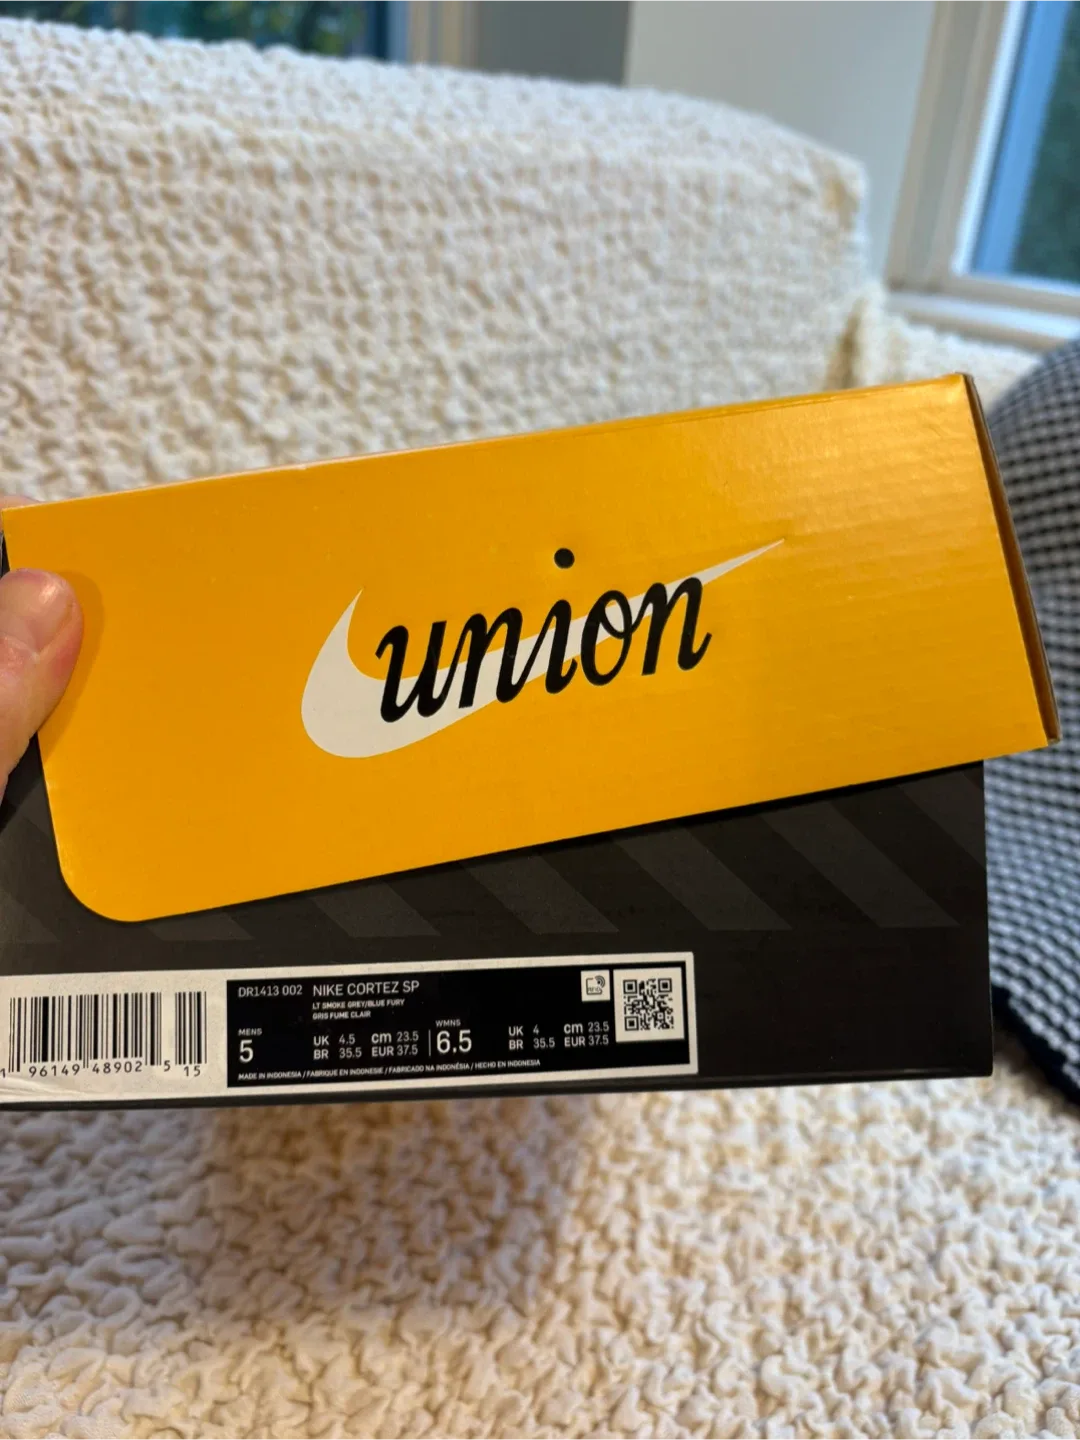 union
DR1413 002 NIKE CORTEZ SP
LT SMOKE GREY/BLUE FURY
GRIS FUME CLAIR
MENS
5
UK 4.5 cm 23.5
BR 35.5 EUR 37.5
WMNS
6.5
UK 4 cm 23.5
BR 35.5 EUR 37.5
MADE IN INDONESIA / FABRIQUE EN INDONESIE / FABRICADO NA INDONÉSIA / HECHO EN INDONESIA
1 96149 48902 5 15